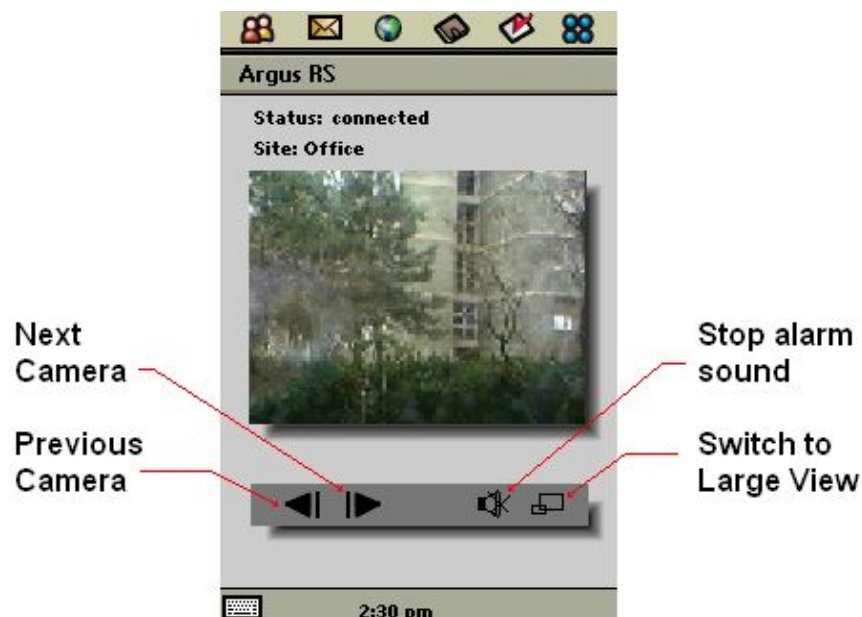 Argus RS
Status: connected
Site: Office
Next
Camera
Previous
Camera
Stop alarm
sound
Switch to
Large View
2:30 pm